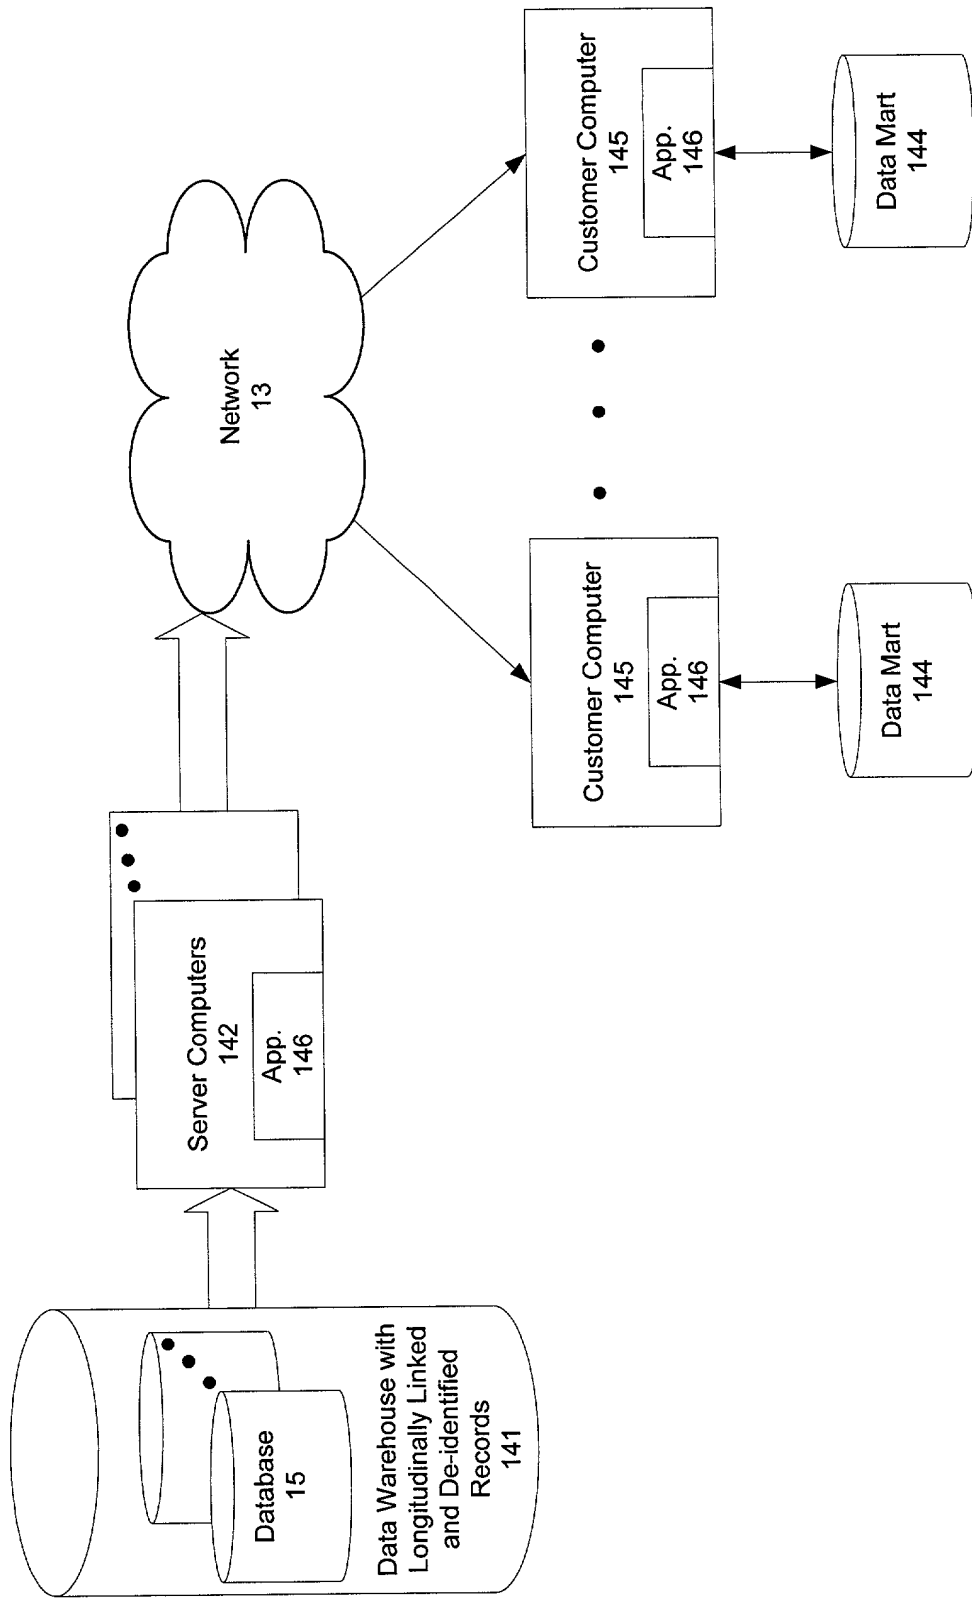 Database
15
Data Warehouse with
Longitudinally Linked
and De-identified
Records
141
Server Computers
142
App.
146
Network
13
Customer Computer
145
App.
146
Data Mart
144
Customer Computer
145
App.
146
Data Mart
144